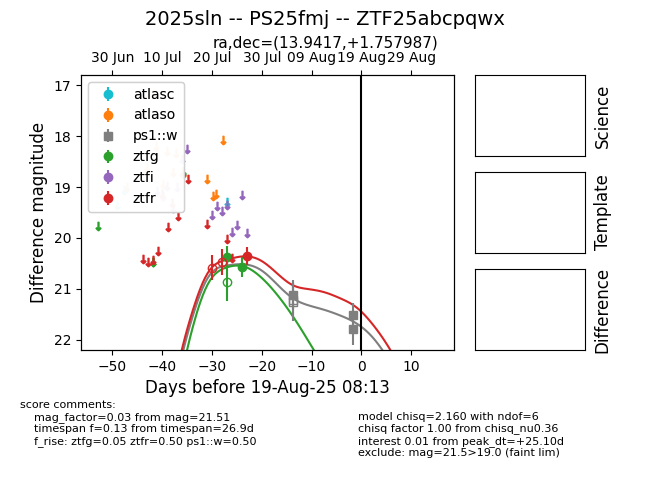 2025sln -- PS25fmj -- ZTF25abcpqwx
ra,dec=(13.9417,+1.757987)
30 Jun 10 Jul 20 Jul 30 Jul 09 Aug 19 Aug 29 Aug
atlasc
atlaso
ps1::w
ztfg
ztfi
ztfr
17
18
19
20
21
22
Difference magnitude
−50 −40 −30 −20 −10 0 10
Days before 19-Aug-25 08:13
Science
Template
Difference
score comments:
mag_factor=0.03 from mag=21.51
timespan f=0.13 from timespan=26.9d
f_rise: ztfg=0.05 ztfr=0.50 ps1::w=0.50
model chisq=2.160 with ndof=6
chisq factor 1.00 from chisq_nu0.36
interest 0.01 from peak_dt=+25.10d
exclude: mag=21.5>19.0 (faint lim)